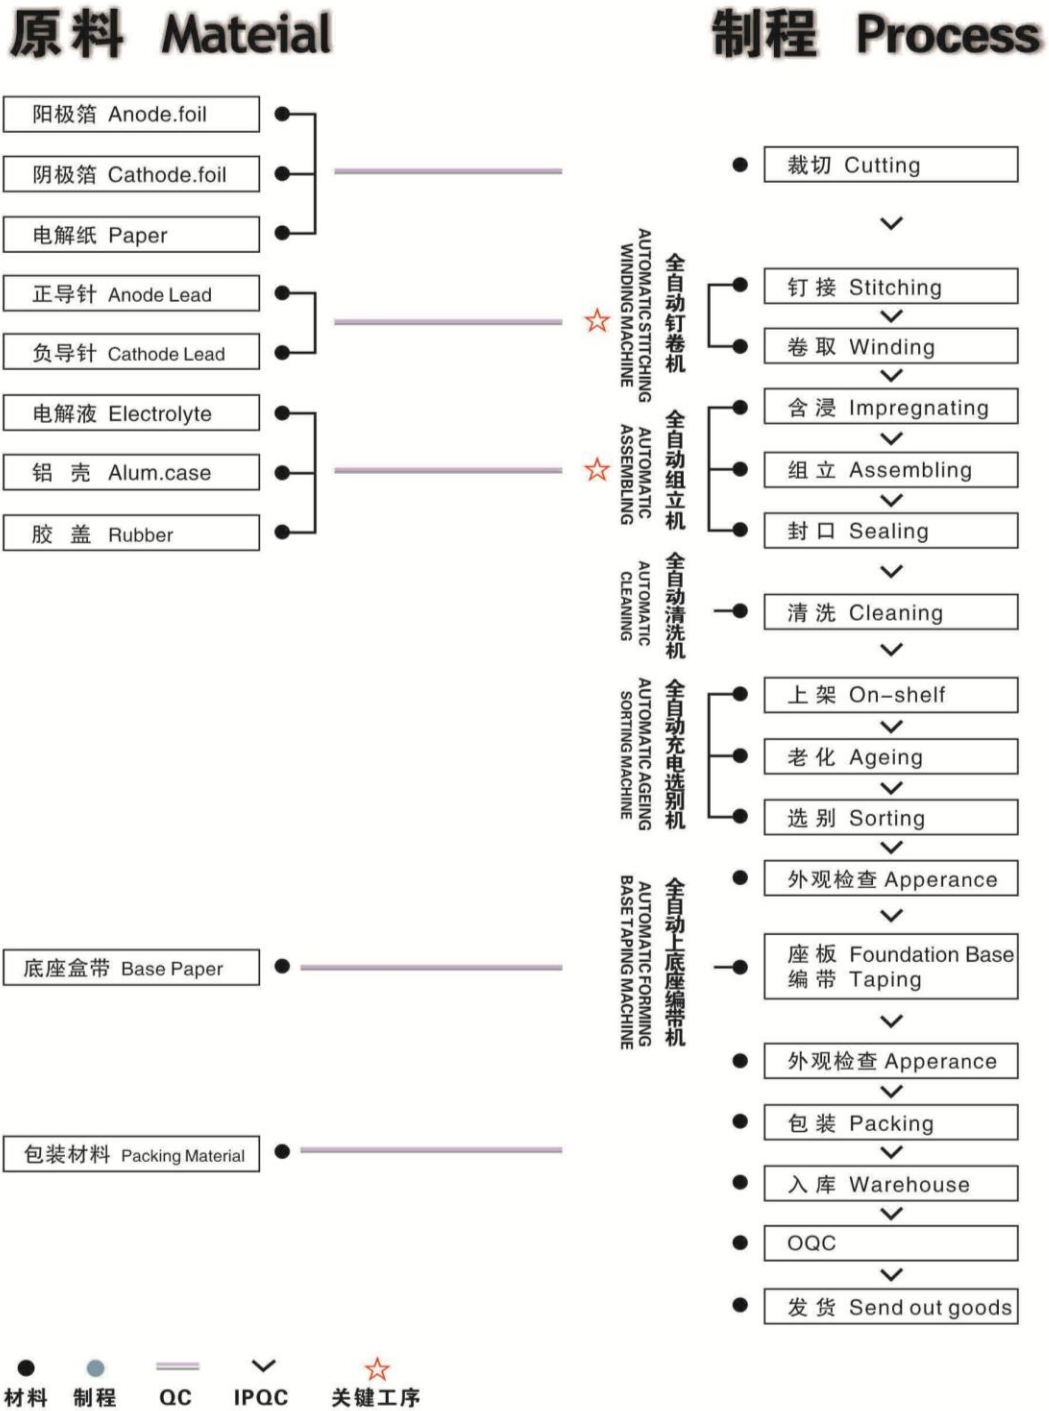 原料 Mateial
制程 Process
阳极箔 Anode.foil
阴极箔 Cathode.foil
电解纸 Paper
正导针 Anode Lead
负导针 Cathode Lead
电解液 Electrolyte
铝 壳 Alum.case
胶 盖 Rubber
底座盒带 Base Paper
包装材料 Packing Material
全自动钉卷机
AUTOMATIC STITCHING
WINDING MACHINE
全自动组立机
AUTOMATIC
ASSEMBLING
全自动清洗机
AUTOMATIC
CLEANING
全自动充电选别机
AUTOMATIC AGEING
SORTING MACHINE
全自动上底座编带机
AUTOMATIC FORMING
BASE TAPING MACHINE
裁切 Cutting
钉 接 Stitching
卷 取 Winding
含 浸 Impregnating
组 立 Assembling
封 口 Sealing
清 洗 Cleaning
上 架 On-shelf
老 化 Ageing
选 别 Sorting
外观检查 Apperance
座 板 Foundation Base
编 带 Taping
外观检查 Apperance
包 装 Packing
入 库 Warehouse
OQC
发 货 Send out goods
材料 制程 QC IPQC 关键工序